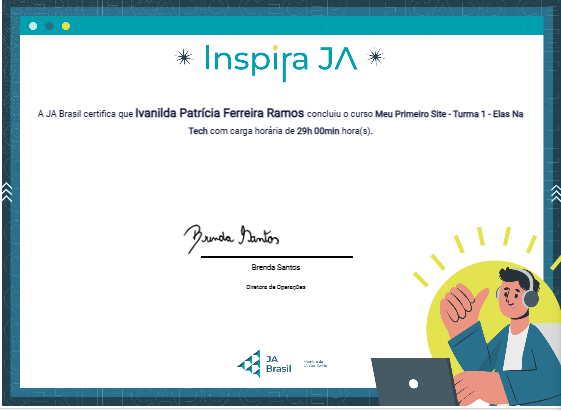 Inspira JA
A JA Brasil certifica que Ivanilda Patrícia Ferreira Ramos concluiu o curso Meu Primeiro Site - Turma 1 - Elas Na
Tech com carga horária de 29h 00min hora(s).
Brenda Santos
Brenda Santos
Diretora de Operações
JA
Brasil